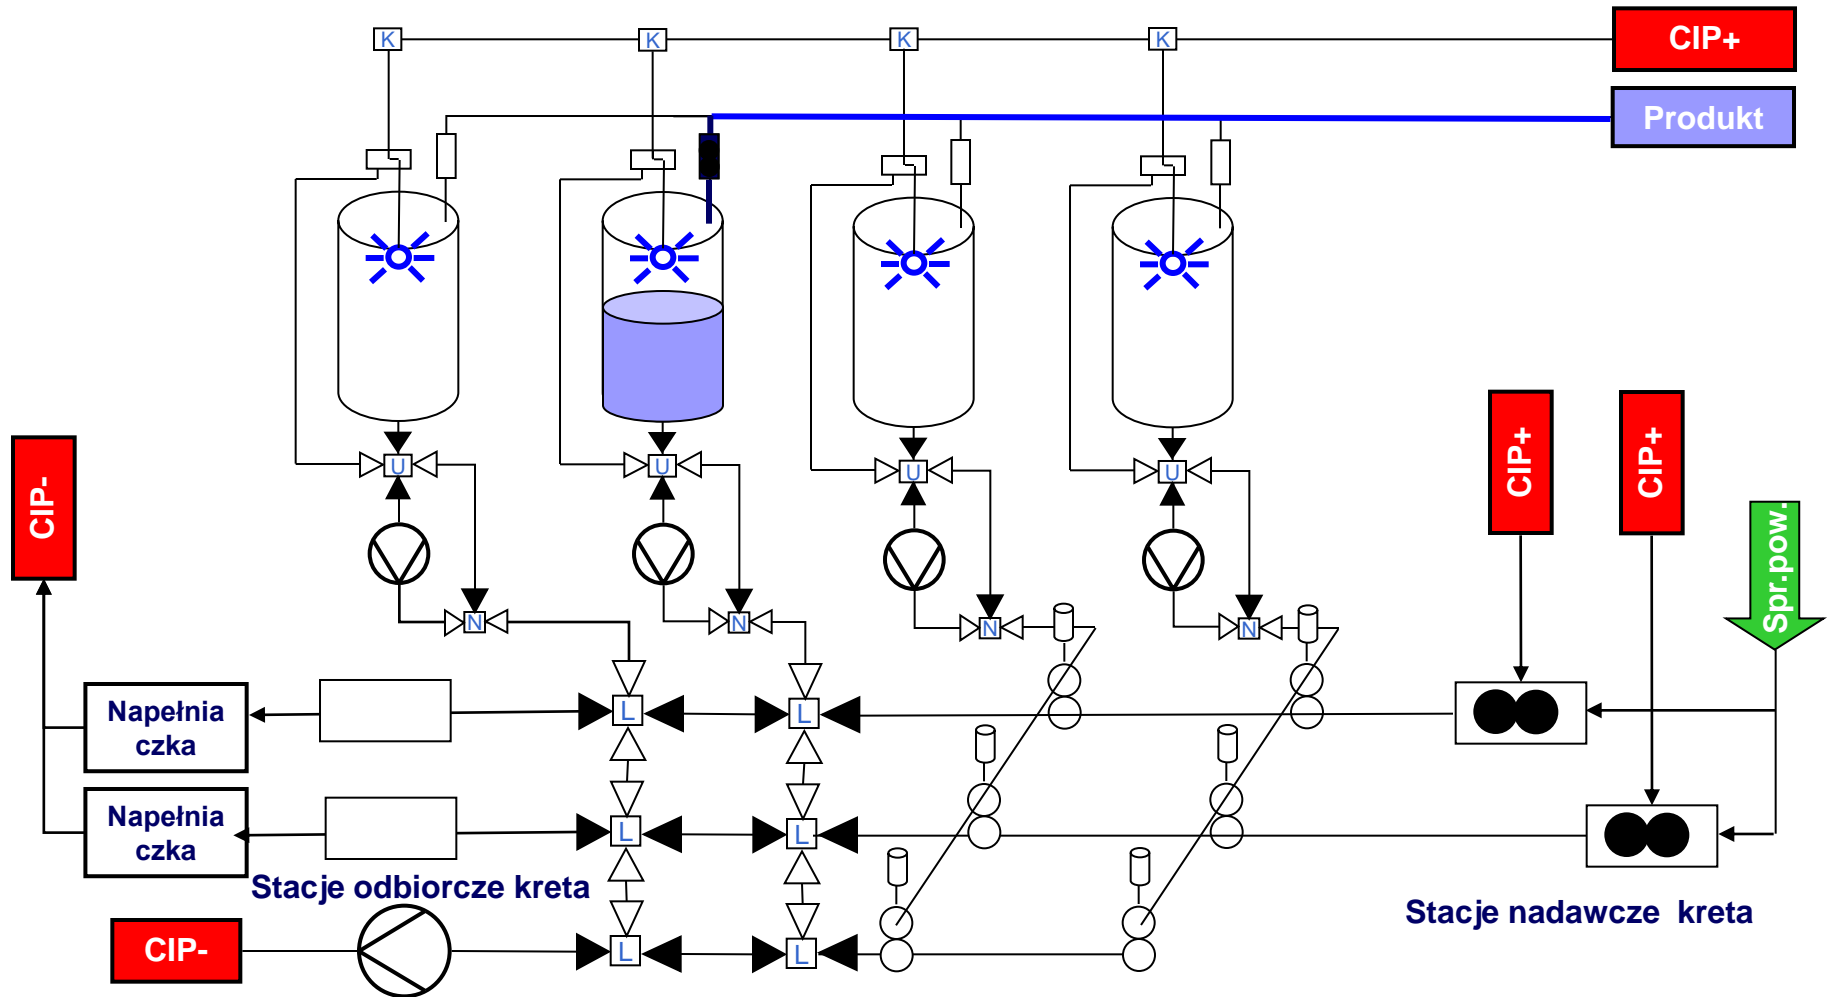 K K K K CIP+
Produkt
CIP+ CIP+
CIP-
U U U U
Spr.pow.
N N N N
L L
Napełnia
czka
L L
Napełnia
czka
Stacje odbiorcze kreta
Stacje nadawcze kreta
CIP-
L L